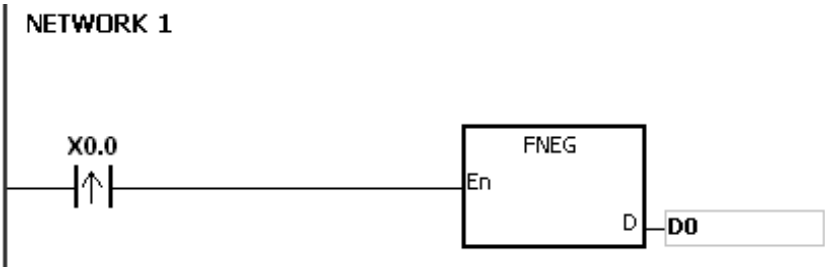 NETWORK 1
X0.0
FNEG
En
D
D0